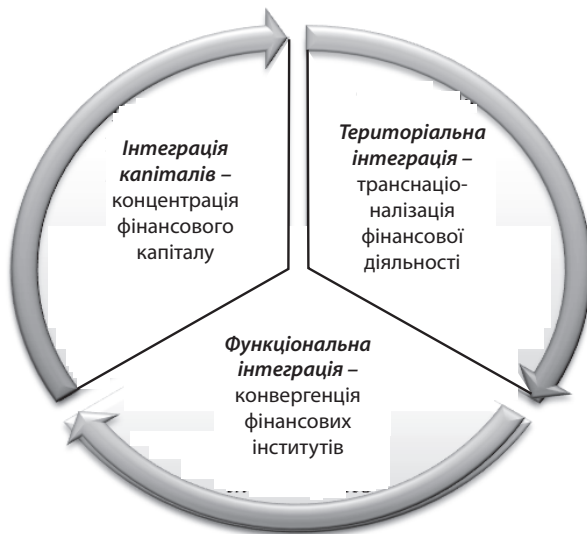 Інтеграція
капіталів –
концентрація
фінансового
капіталу
Територіальна
інтеграція –
транснаціо-
налізація
фінансової
діяльності
Функціональна
інтеграція –
конвергенція
фінансових
інститутів